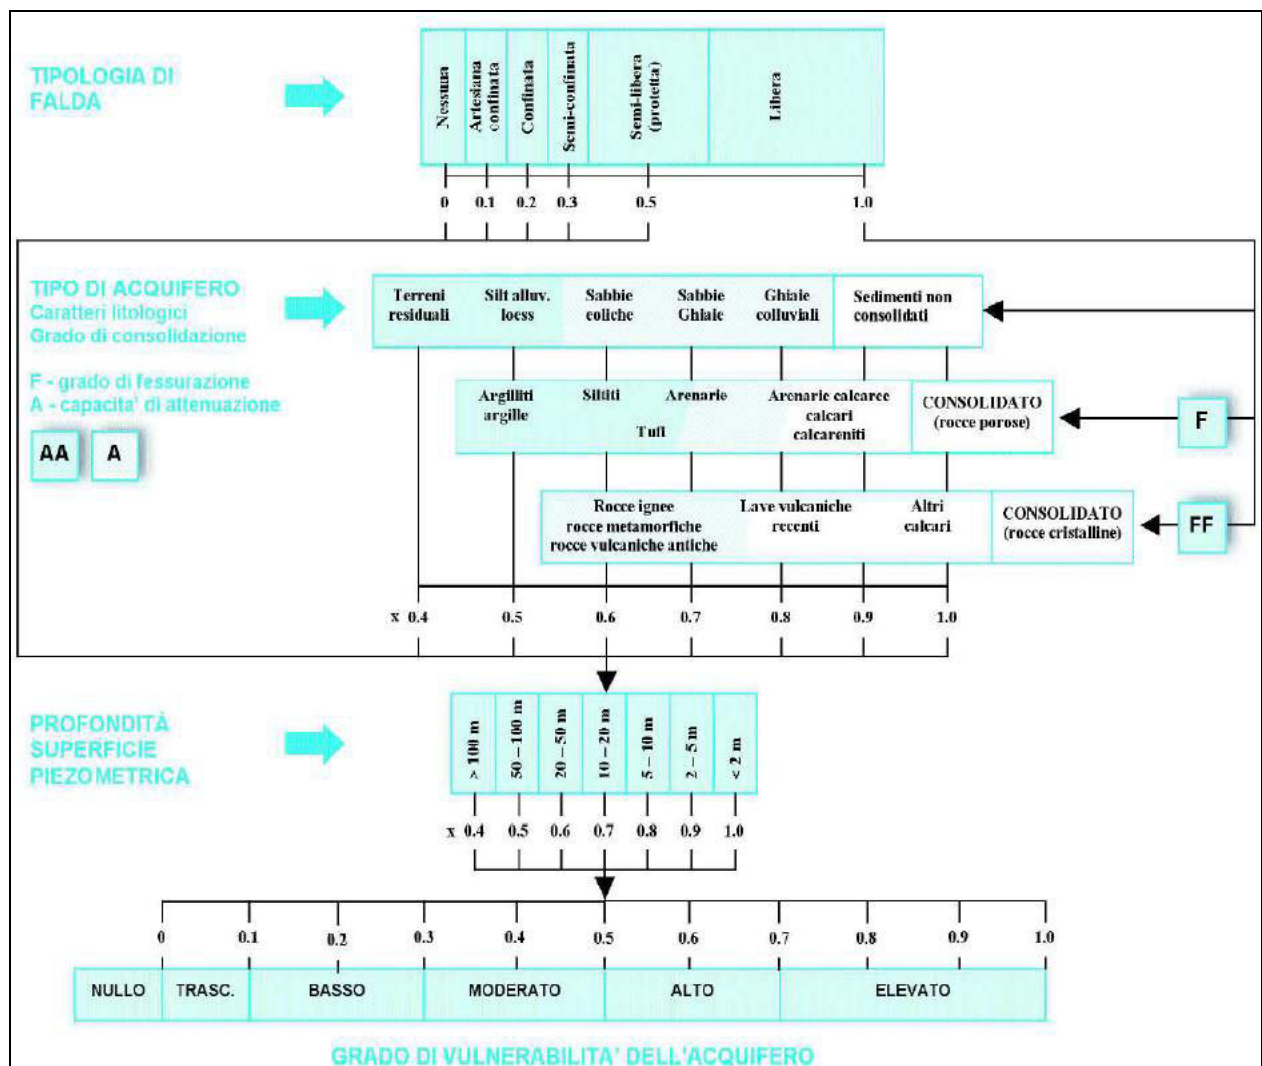 TIPOLOGIA DI
FALDA
Nessuna
Artesiana
confinata
Confinata
Semi-confinata
Semi-libera
(protetta)
Libera
0 0.1 0.2 0.3 0.5 1.0
TIPO DI ACQUIFERO
Caratteri litologici
Grado di consolidazione
F - grado di fessurazione
A - capacita' di attenuazione
AA A
Terreni
residuali
Silt alluv.
loess
Sabbie
eoliche
Sabbie
Ghiaie
Ghiaie
colluviali
Sedimenti non
consolidati
Argilliti
argille
Siltiti
Tufi
Arenarie
Arenarie calcaree
calcari
calcareniti
CONSOLIDATO
(rocce porose)
F
Rocce ignee
rocce metamorfiche
rocce vulcaniche antiche
Lave vulcaniche
recenti
Altri
calcari
CONSOLIDATO
(rocce cristalline)
FF
x 0.4 0.5 0.6 0.7 0.8 0.9 1.0
PROFONDITÀ
SUPERFICIE
PIEZOMETRICA
> 100 m
50 – 100 m
20 – 50 m
10 – 20 m
5 – 10 m
2 – 5 m
< 2 m
x 0.4 0.5 0.6 0.7 0.8 0.9 1.0
0 0.1 0.2 0.3 0.4 0.5 0.6 0.7 0.8 0.9 1.0
NULLO TRASC. BASSO MODERATO ALTO ELEVATO
GRADO DI VULNERABILITA' DELL'ACQUIFERO